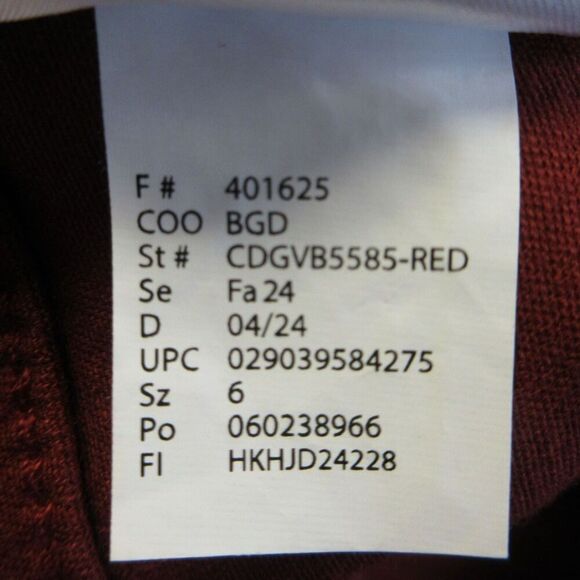 F # 401625
COO BGD
St # CDGVB5585-RED
Se Fa 24
D 04/24
UPC 029039584275
Sz 6
Po 060238966
Fl HKHJD24228